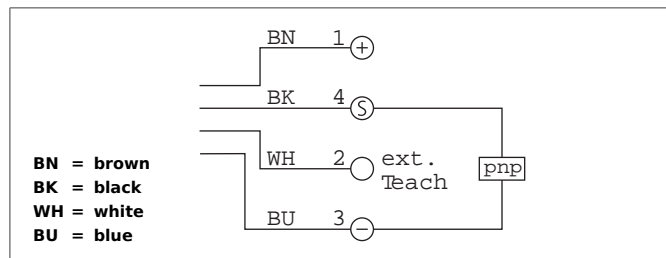 BN 1 +
BK 4 S
WH 2 ext.
Teach
pnp
BU 3 −
BN = brown
BK = black
WH = white
BU = blue